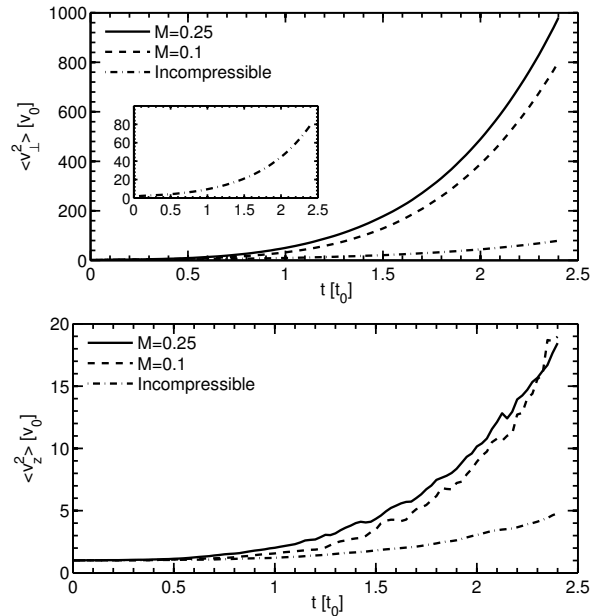 1000
800
600
400
200
0
<v⊥²> [v₀]
M=0.25
M=0.1
Incompressible
80
60
40
20
0
0 0.5 1 1.5 2 2.5
0 0.5 1 1.5 2 2.5
t [t₀]
20
15
10
5
0
<v_z²> [v₀]
M=0.25
M=0.1
Incompressible
0 0.5 1 1.5 2 2.5
t [t₀]